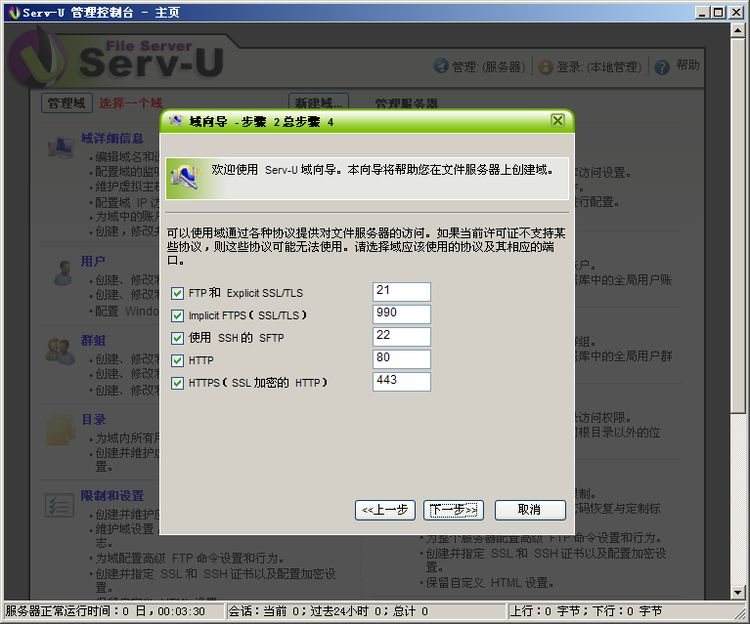 Serv-U 管理控制台 - 主页
File Server
Serv-U
管理: (服务器)
登录: (本地管理)
帮助
管理域 选择一个域 新建域... 管理服务器
域向导 - 步骤 2总步骤 4
欢迎使用 Serv-U 域向导。本向导将帮助您在文件服务器上创建域。
可以使用域通过各种协议提供对文件服务器的访问。如果当前许可证不支持某
些协议，则这些协议可能无法使用。请选择域应该使用的协议及其相应的端
口。
FTP 和 Explicit SSL/TLS 21
Implicit FTPS ( SSL/TLS ) 990
使用 SSH 的 SFTP 22
HTTP 80
HTTPS ( SSL 加密的 HTTP ) 443
<<上一步 下一步>> 取消
域详细信息
•编辑域名和
•配置域的监
•维护虚拟主
•配置域 IP 访
•为域中的账
•创建，修改
访问设置。
行配置。
用户
•创建、修改
•创建、修改
•配置 Windo
账户。
据库中的全局用户账
群组
•创建、修改
•创建、修改
•创建、修改
群组。
据库中的全局用户群
目录
•为域内所有
•创建并维护
置。
访问权限。
根目录以外的位
限制和设置
•创建并维护
•维护域设置，
志。
•为域配置高级 FTP 命令设置和行为。
•创建并指定 SSL 和 SSH 证书以及配置加密设
置。
限制。
密码恢复与定制标
•为整个服务器配置高级 FTP 命令设置和行为。
•创建并指定 SSL 和 SSH 证书以及配置加密设
置。
•保留自定义 HTML 设置。
服务器正常运行时间：0 日，00:03:30 会话：当前 0；过去24小时 0；总计 0 上行：0 字节；下行：0 字节